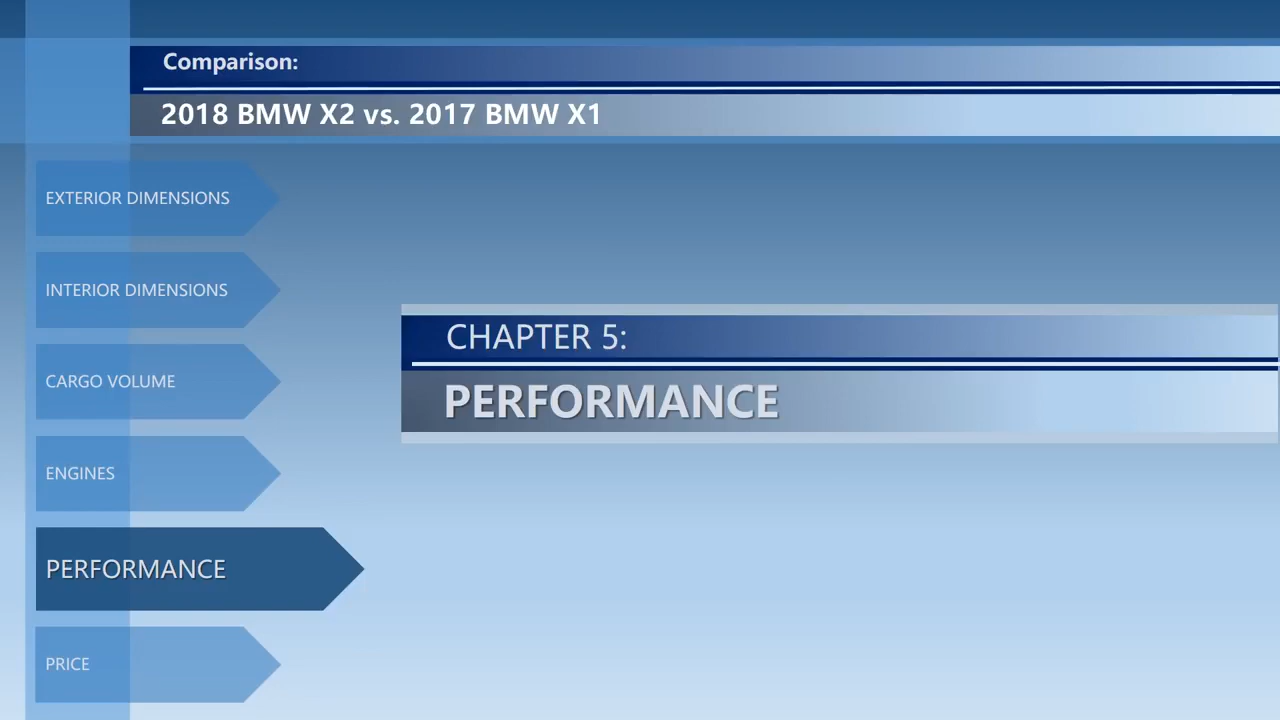 Comparison:
2018 BMW X2 vs. 2017 BMW X1
EXTERIOR DIMENSIONS
INTERIOR DIMENSIONS
CARGO VOLUME
ENGINES
PERFORMANCE
PRICE
CHAPTER 5:
PERFORMANCE